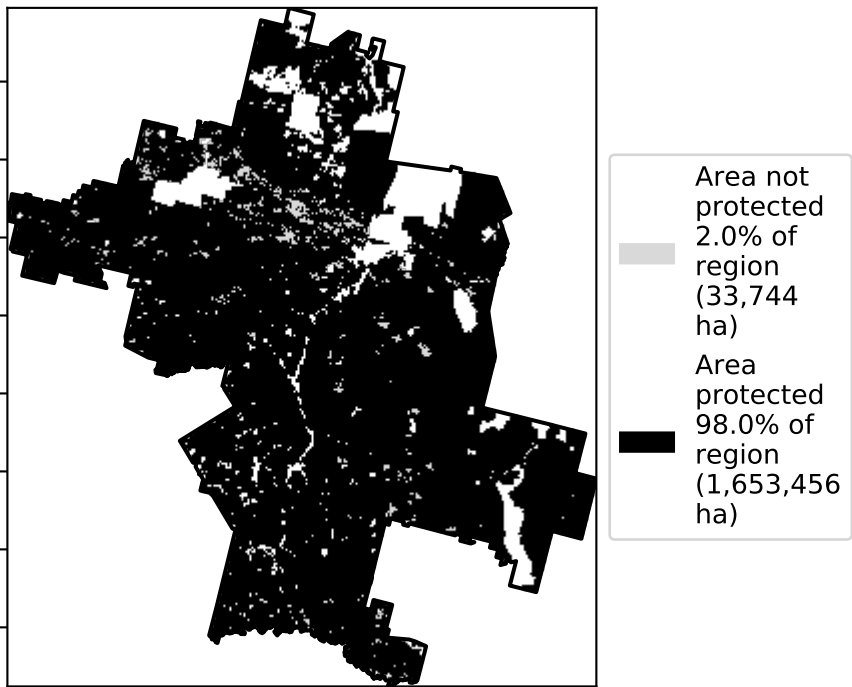 Area not
protected
2.0% of
region
(33,744
ha)
Area
protected
98.0% of
region
(1,653,456
ha)